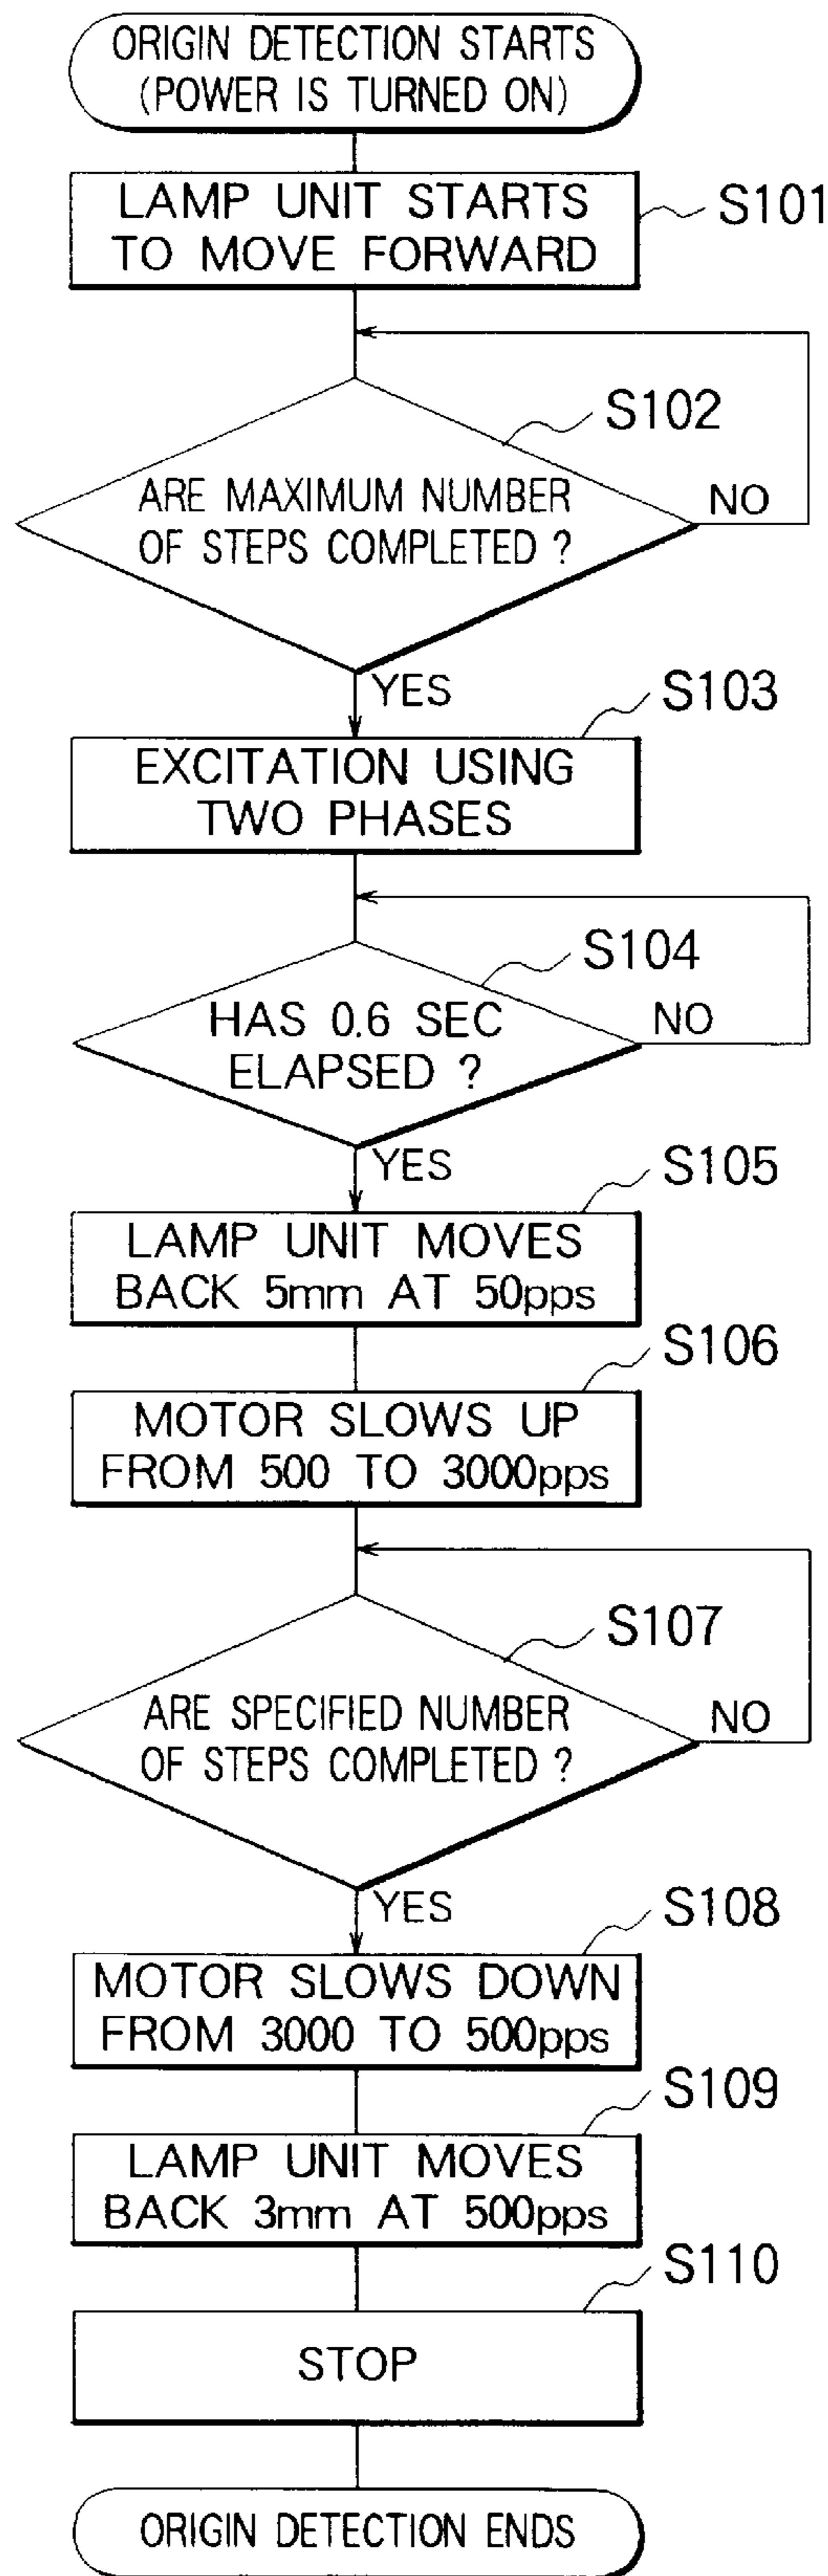 ORIGIN DETECTION STARTS
(POWER IS TURNED ON)
LAMP UNIT STARTS
TO MOVE FORWARD
S101
S102
ARE MAXIMUM NUMBER
OF STEPS COMPLETED ?
NO
YES
S103
EXCITATION USING
TWO PHASES
S104
HAS 0.6 SEC
ELAPSED ?
NO
YES
S105
LAMP UNIT MOVES
BACK 5mm AT 50pps
S106
MOTOR SLOWS UP
FROM 500 TO 3000pps
S107
ARE SPECIFIED NUMBER
OF STEPS COMPLETED ?
NO
YES
S108
MOTOR SLOWS DOWN
FROM 3000 TO 500pps
S109
LAMP UNIT MOVES
BACK 3mm AT 500pps
S110
STOP
ORIGIN DETECTION ENDS